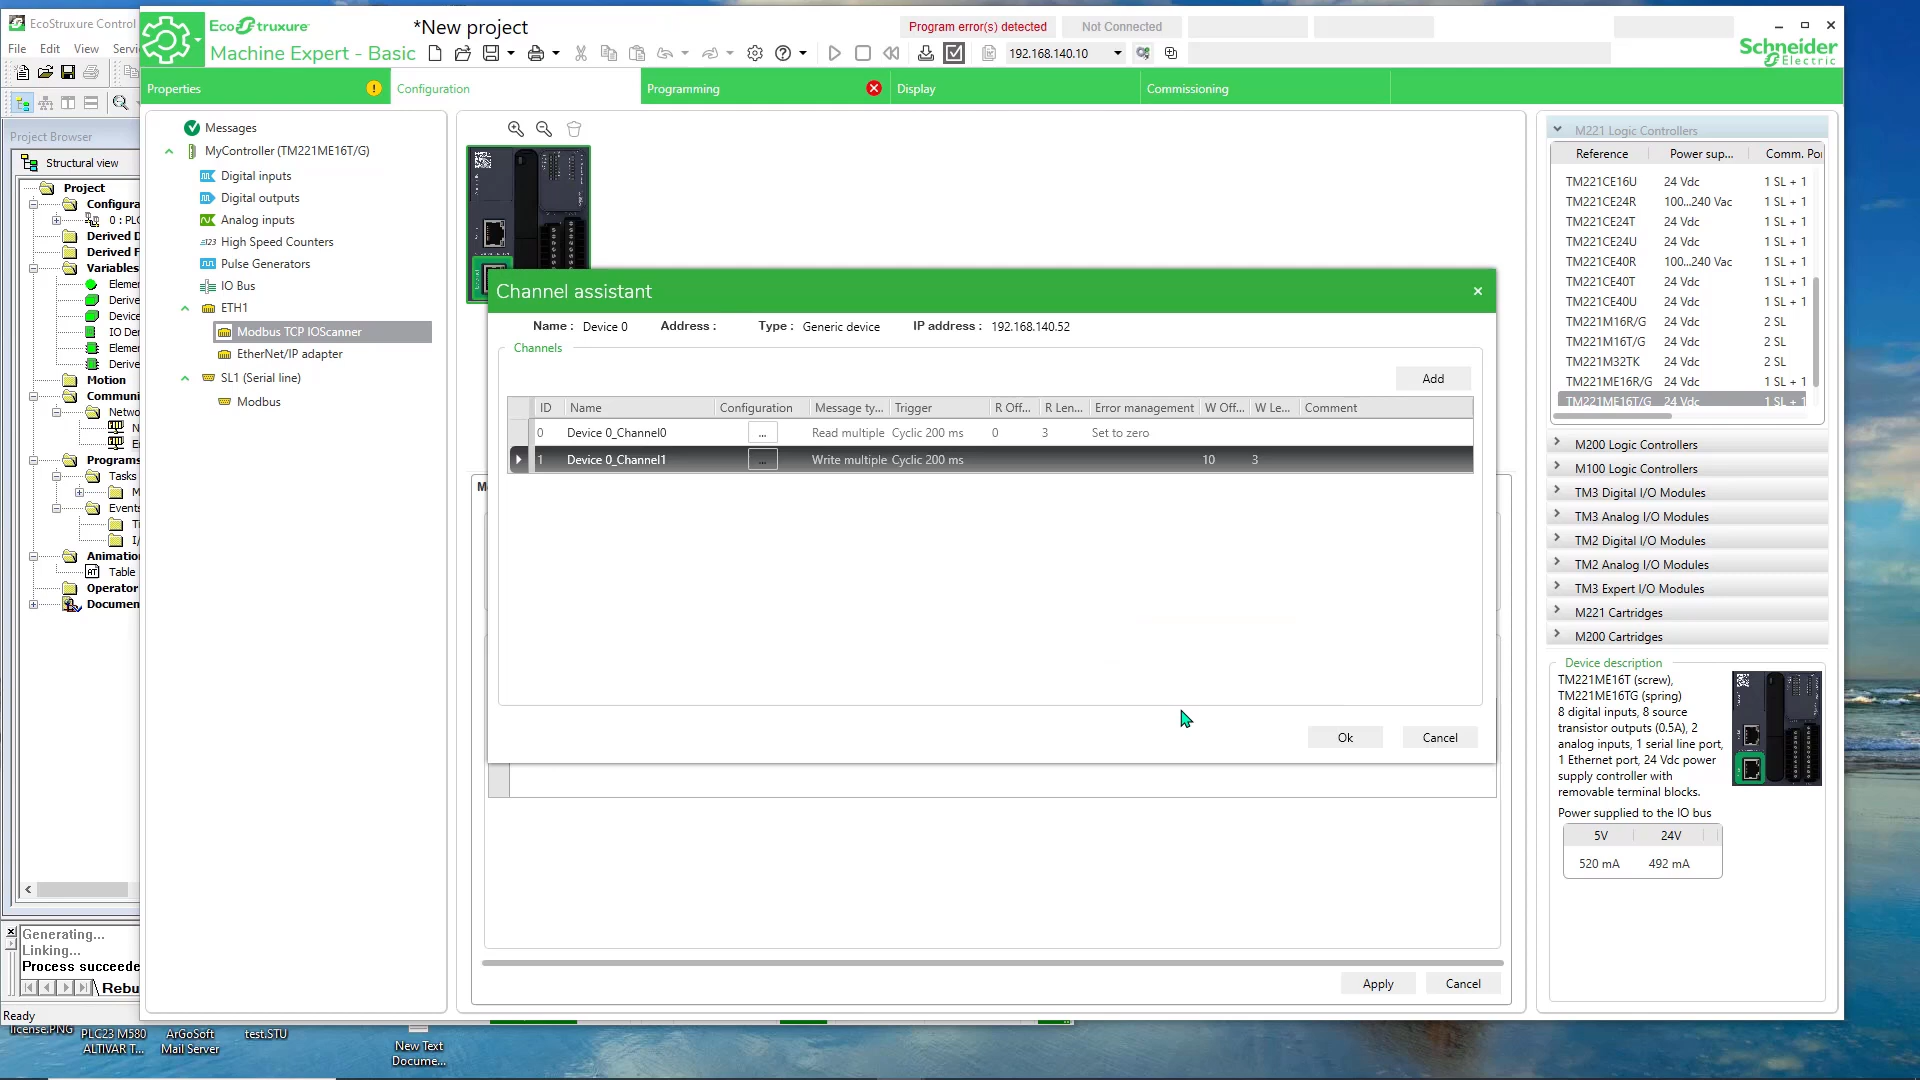 EcoStruxure Control
File Edit View Servi
Project Browser
Structural view
Project
Configura
0 : PLC
Derived D
Derived F
Variables
Eleme
Derive
Device
IO Der
Eleme
Derive
Motion
Communi
Netwo
N
Er
Programs
Tasks
M
Events
Ti
I/
Animation
Table
Operator
Documen
Generating...
Linking...
Process succeede
Rebu
Ready
EcoStruxure
Machine Expert - Basic
*New project
Program error(s) detected
Not Connected
192.168.140.10
Schneider
Electric
Properties
Configuration
Programming
Display
Commissioning
Messages
MyController (TM221ME16T/G)
Digital inputs
Digital outputs
Analog inputs
High Speed Counters
Pulse Generators
IO Bus
ETH1
Modbus TCP IOScanner
EtherNet/IP adapter
SL1 (Serial line)
Modbus
Channel assistant
Name : Device 0 Address : Type : Generic device IP address : 192.168.140.52
Channels
Add
ID Name Configuration Message ty... Trigger R Off... R Len... Error management W Off... W Le... Comment
0 Device 0_Channel0 ... Read multiple Cyclic 200 ms 0 3 Set to zero
1 Device 0_Channel1 ... Write multiple Cyclic 200 ms 10 3
Ok Cancel
Apply Cancel
M221 Logic Controllers
Reference Power sup... Comm. Por
TM221CE16U 24 Vdc 1 SL + 1
TM221CE24R 100...240 Vac 1 SL + 1
TM221CE24T 24 Vdc 1 SL + 1
TM221CE24U 24 Vdc 1 SL + 1
TM221CE40R 100...240 Vac 1 SL + 1
TM221CE40T 24 Vdc 1 SL + 1
TM221CE40U 24 Vdc 1 SL + 1
TM221M16R/G 24 Vdc 2 SL
TM221M16T/G 24 Vdc 2 SL
TM221M32TK 24 Vdc 2 SL
TM221ME16R/G 24 Vdc 1 SL + 1
TM221ME16T/G 24 Vdc 1 SL + 1
M200 Logic Controllers
M100 Logic Controllers
TM3 Digital I/O Modules
TM3 Analog I/O Modules
TM2 Digital I/O Modules
TM2 Analog I/O Modules
TM3 Expert I/O Modules
M221 Cartridges
M200 Cartridges
Device description
TM221ME16T (screw),
TM221ME16TG (spring)
8 digital inputs, 8 source
transistor outputs (0.5A), 2
analog inputs, 1 serial line port,
1 Ethernet port, 24 Vdc power
supply controller with
removable terminal blocks.
Power supplied to the IO bus
5V 24V
520 mA 492 mA
license.PNG
PLC23 M580
ALTIVAR T...
ArGoSoft
Mail Server
test.STU
New Text
Docume...